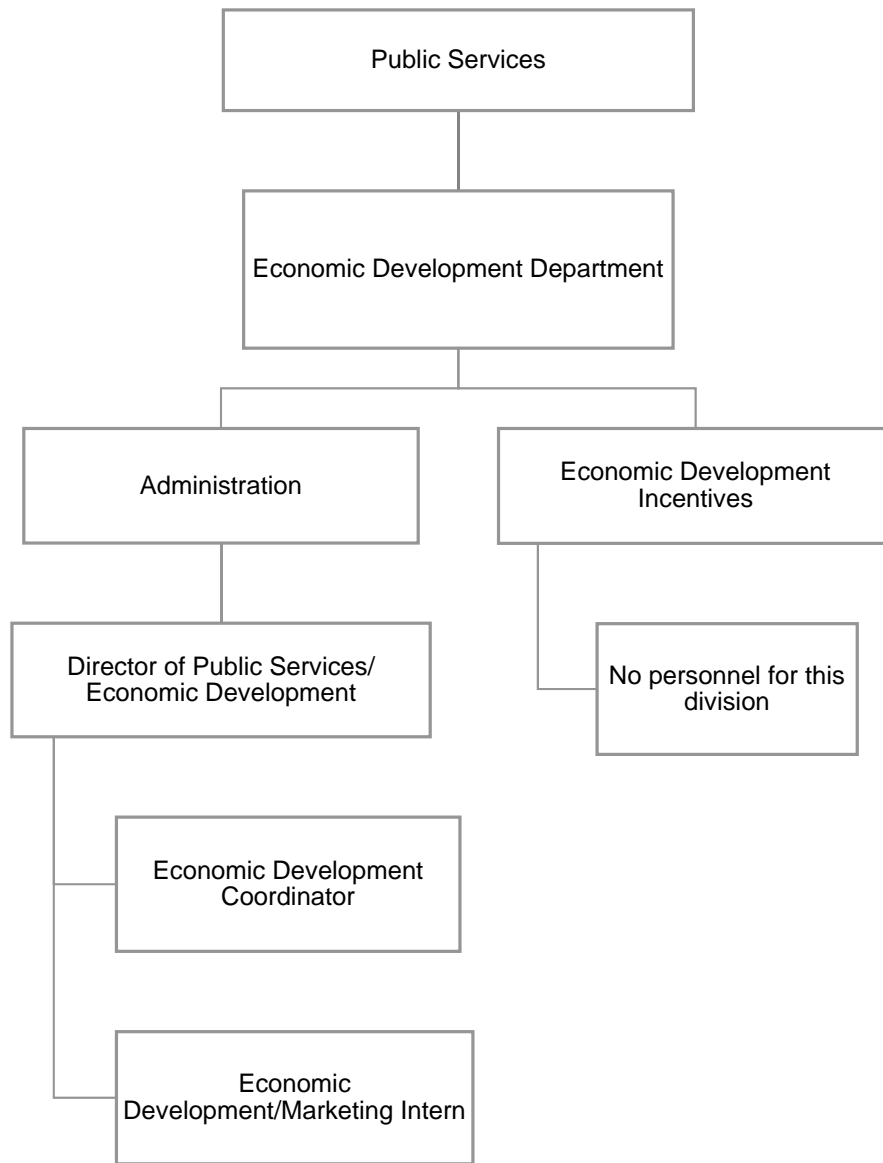 Public Services
Economic Development Department
Administration
Economic Development
Incentives
Director of Public Services/
Economic Development
No personnel for this
division
Economic Development
Coordinator
Economic
Development/Marketing Intern